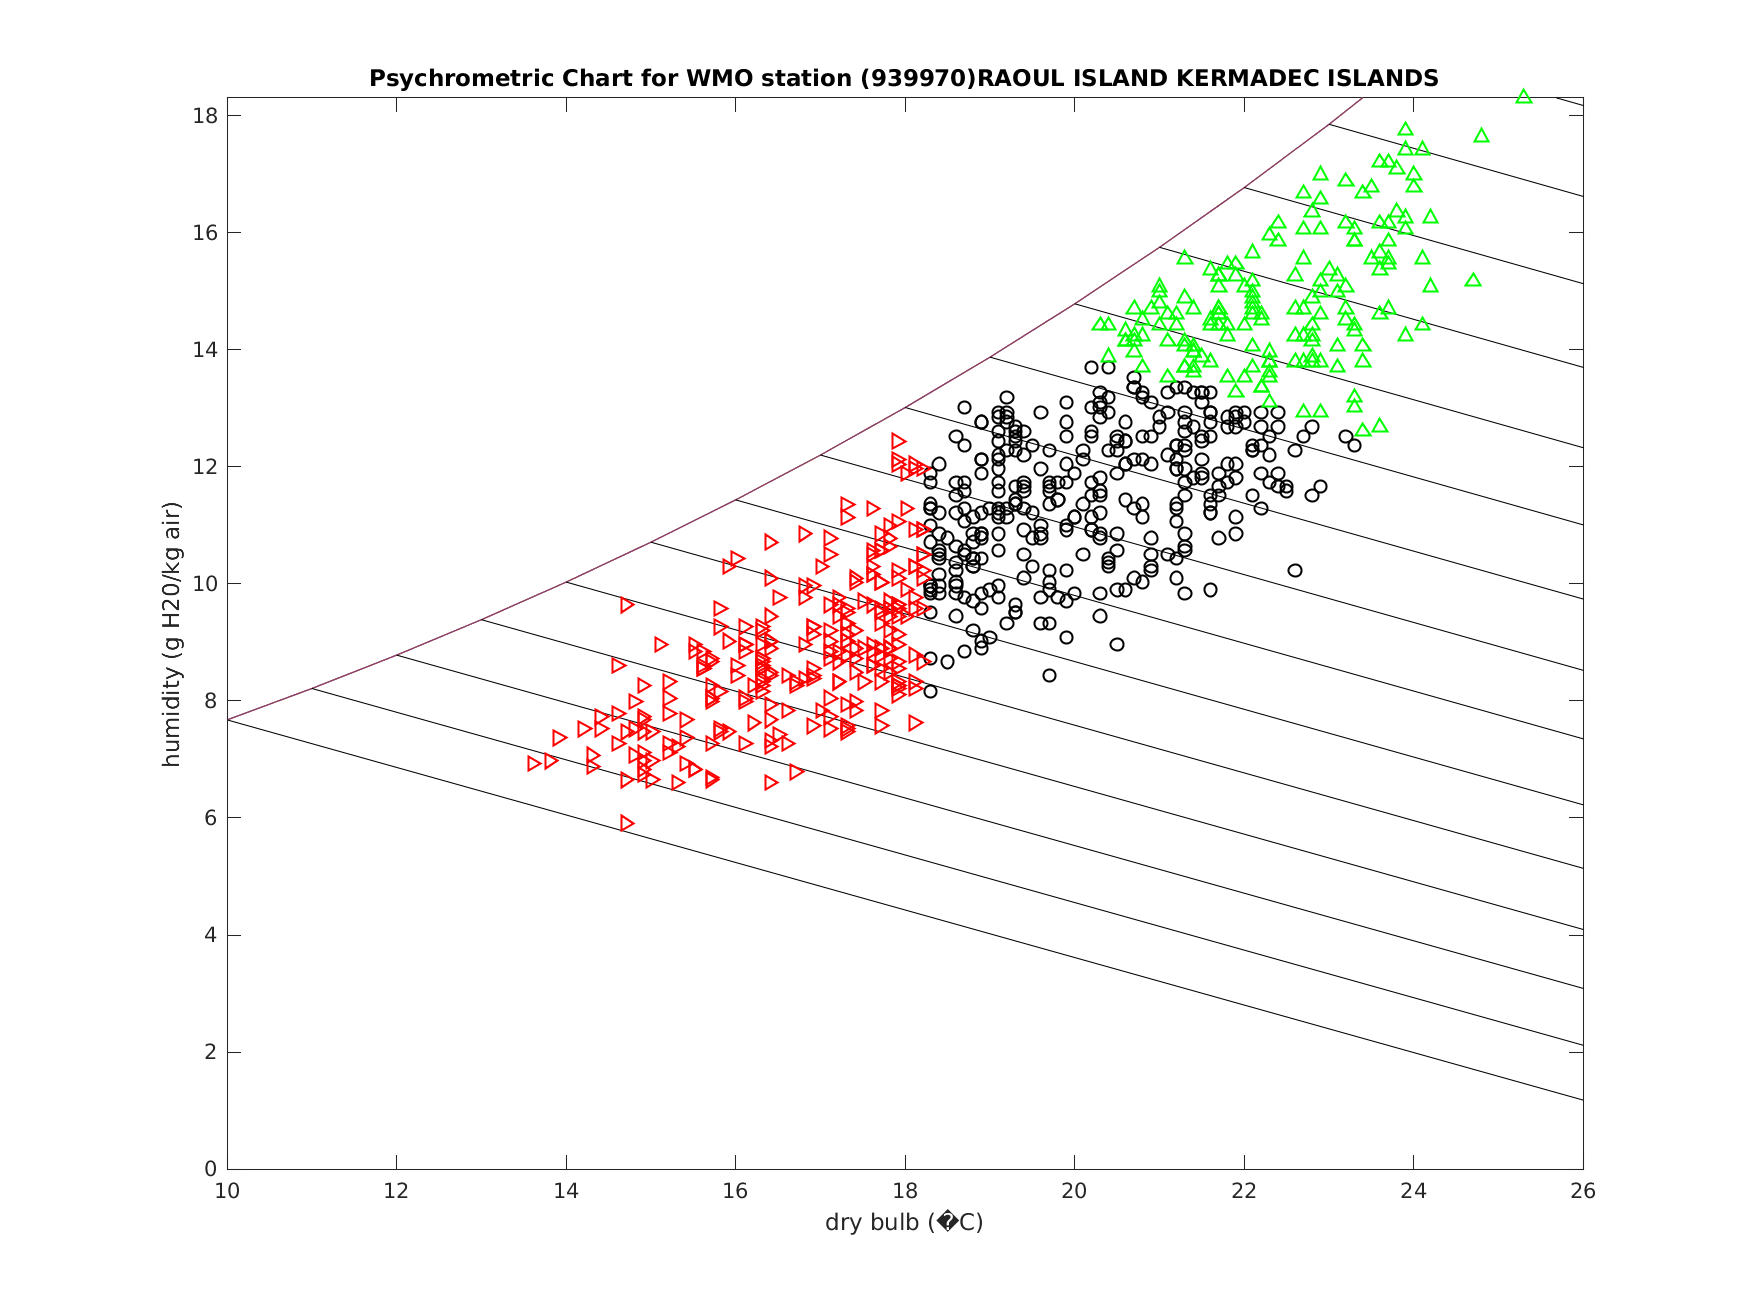 Psychrometric Chart for WMO station (939970)RAOUL ISLAND KERMADEC ISLANDS
18
16
14
12
10
8
6
4
2
0
humidity (g H20/kg air)
10 12 14 16 18 20 22 24 26
dry bulb (�C)